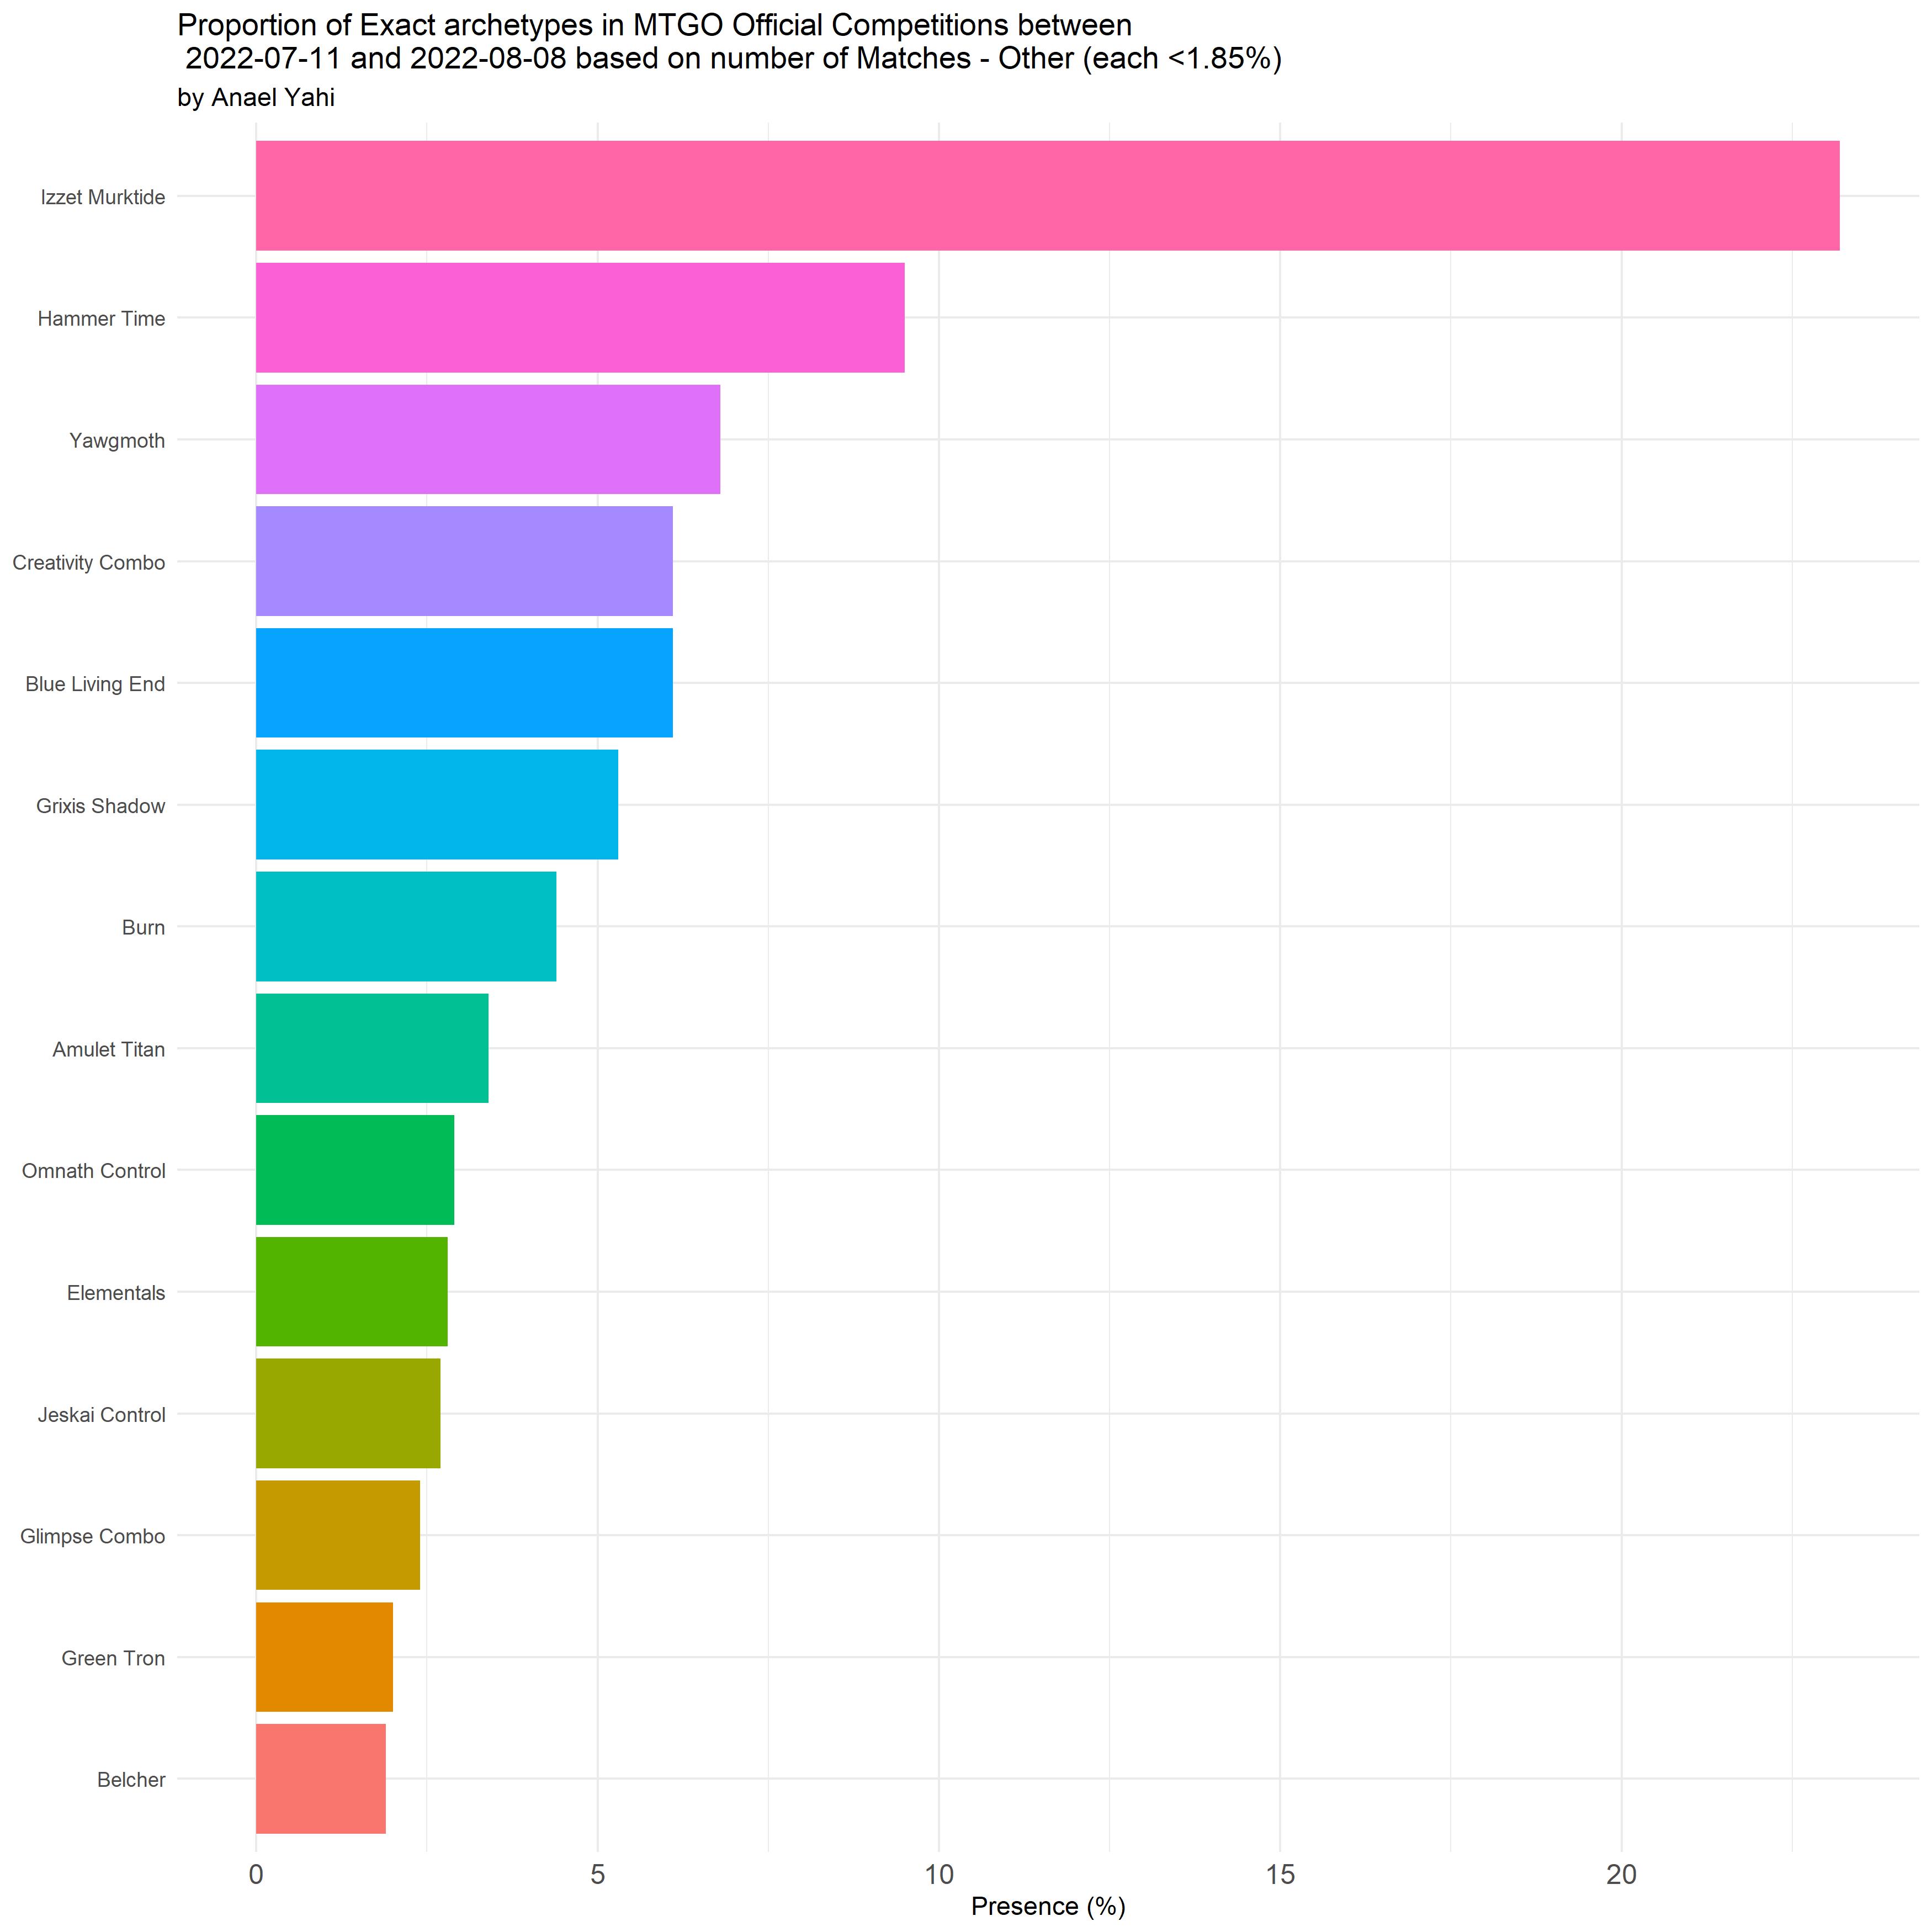 Proportion of Exact archetypes in MTGO Official Competitions between
2022-07-11 and 2022-08-08 based on number of Matches - Other (each <1.85%)
by Anael Yahi
Izzet Murktide
Hammer Time
Yawgmoth
Creativity Combo
Blue Living End
Grixis Shadow
Burn
Amulet Titan
Omnath Control
Elementals
Jeskai Control
Glimpse Combo
Green Tron
Belcher
0 5 10 15 20
Presence (%)